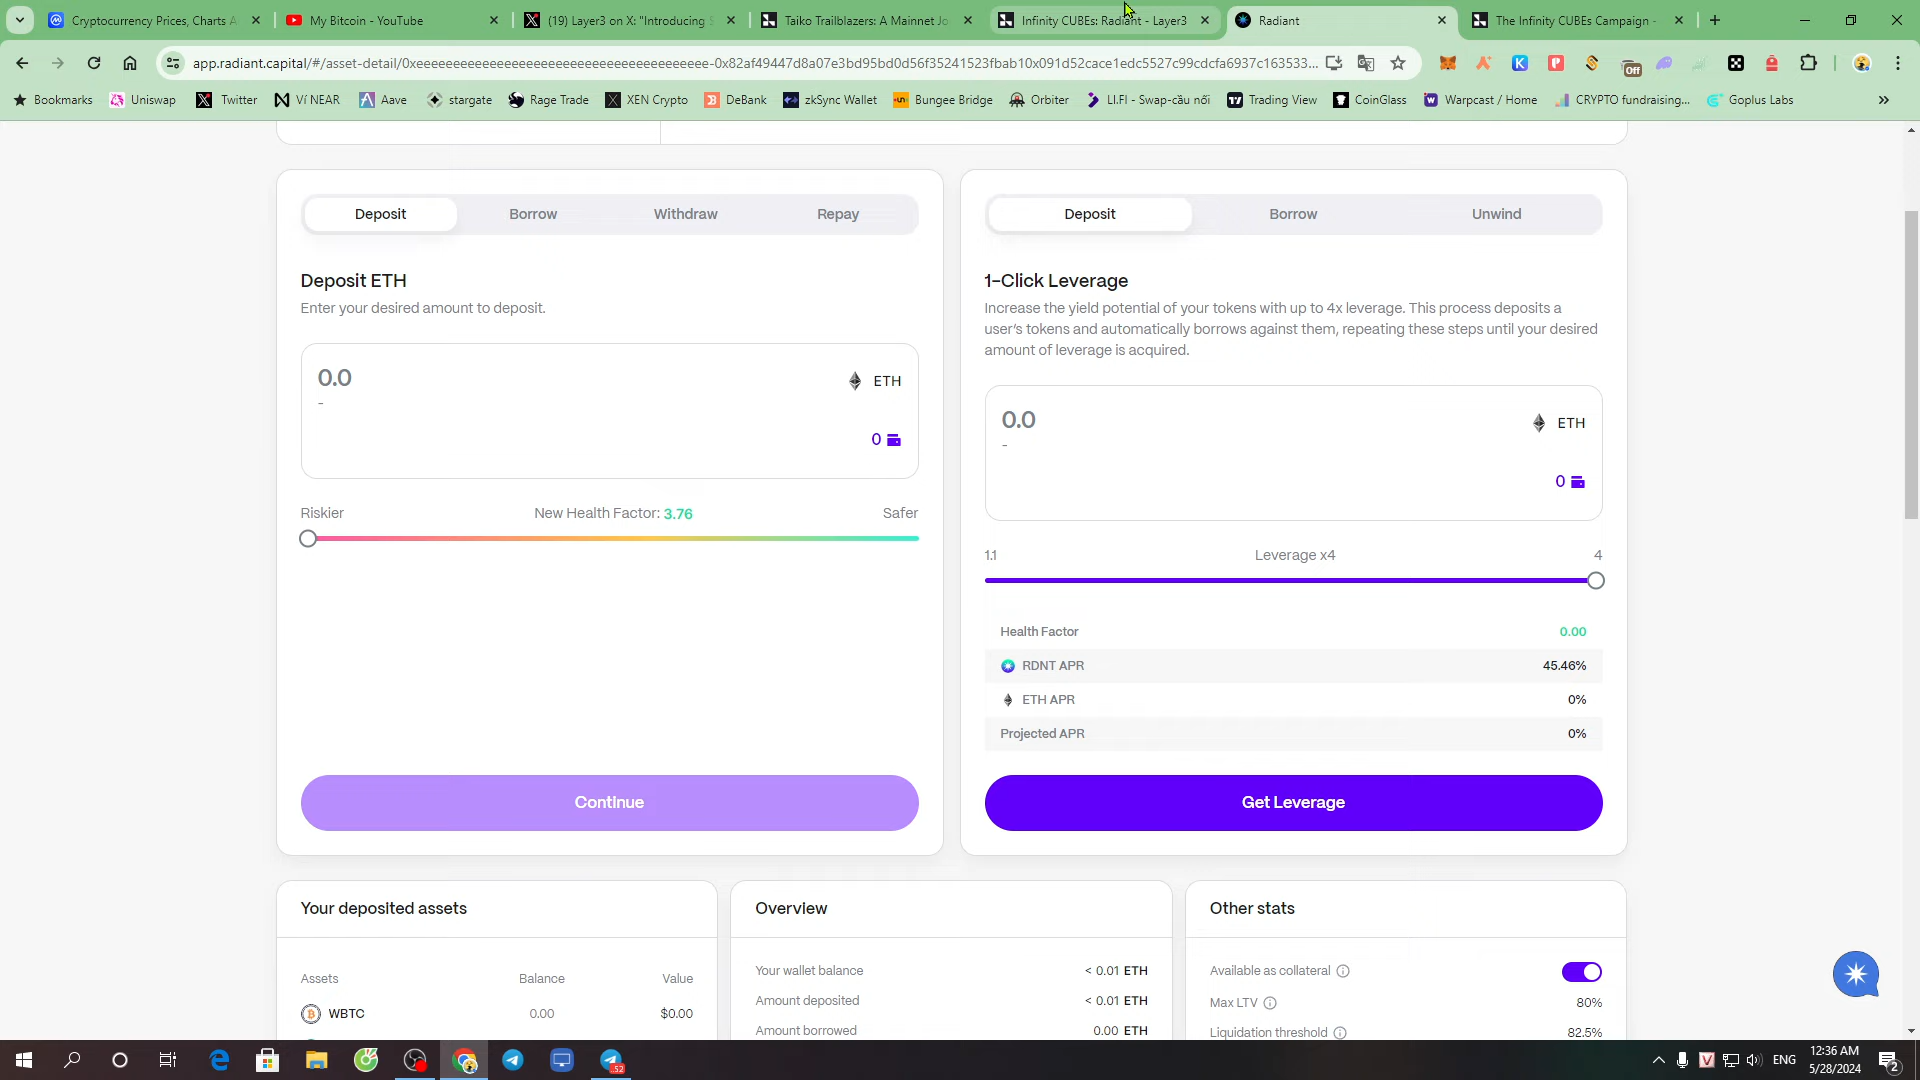 Cryptocurrency Prices, Charts A
My Bitcoin - YouTube
(19) Layer3 on X: "Introducing S
Taiko Trailblazers: A Mainnet Jo
Infinity CUBEs: Radiant - Layer3
Radiant
The Infinity CUBEs Campaign -
app.radiant.capital/#/asset-detail/0xeeeeeeeeeeeeeeeeeeeeeeeeeeeeeeeeeeeeeeee-0x82af49447d8a07e3bd95bd0d56f35241523fbab10x091d52cace1edc5527c99cdcfa6937c163533...
Off
Bookmarks
Uniswap
Twitter
Ví NEAR
Aave
stargate
Rage Trade
XEN Crypto
DeBank
zkSync Wallet
Bungee Bridge
Orbiter
LI.FI - Swap-cầu nối
Trading View
CoinGlass
Warpcast / Home
CRYPTO fundraising...
Goplus Labs
Deposit
Borrow
Withdraw
Repay
Deposit ETH
Enter your desired amount to deposit.
0.0
ETH
-
0
Riskier
New Health Factor: 3.76
Safer
Continue
Deposit
Borrow
Unwind
1-Click Leverage
Increase the yield potential of your tokens with up to 4x leverage. This process deposits a
user's tokens and automatically borrows against them, repeating these steps until your desired
amount of leverage is acquired.
0.0
ETH
-
0
1.1
Leverage x4
4
Health Factor
0.00
RDNT APR
45.46%
ETH APR
0%
Projected APR
0%
Get Leverage
Your deposited assets
Assets
Balance
Value
WBTC
0.00
$0.00
Overview
Your wallet balance
< 0.01 ETH
Amount deposited
< 0.01 ETH
Amount borrowed
0.00 ETH
Other stats
Available as collateral
Max LTV
80%
Liquidation threshold
82.5%
52
ENG
12:36 AM
5/28/2024
2